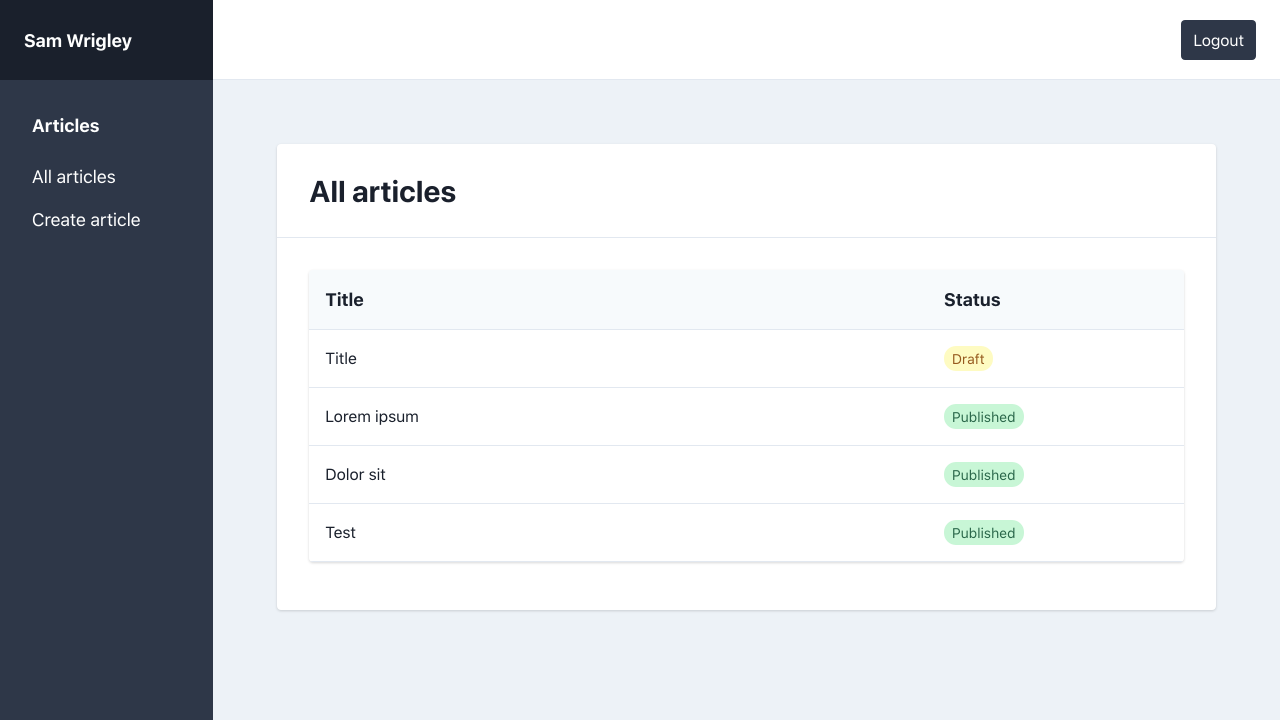 Sam Wrigley
Logout
Articles
All articles
Create article
All articles
Title Status
Title Draft
Lorem ipsum Published
Dolor sit Published
Test Published